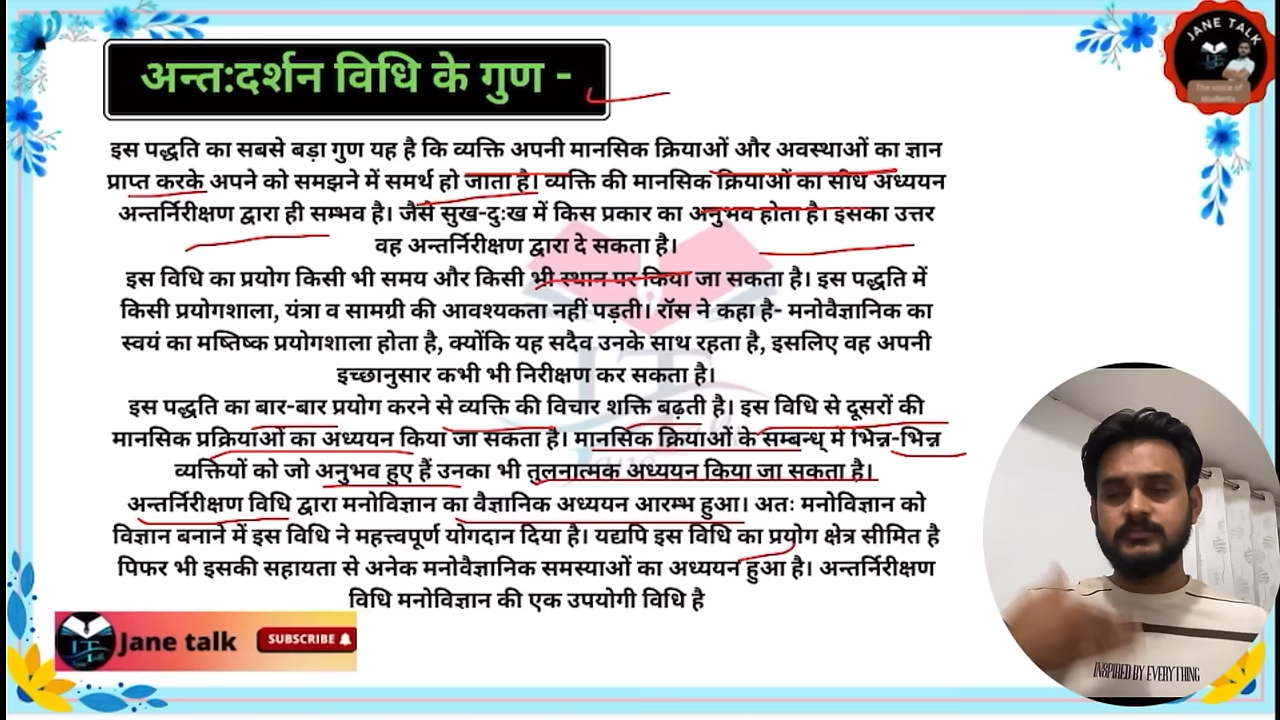 अन्त:दर्शन विधि के गुण -
JANE TALK
The voice of
students
इस पद्धति का सबसे बड़ा गुण यह है कि व्यक्ति अपनी मानसिक क्रियाओं और अवस्थाओं का ज्ञान
प्राप्त करके अपने को समझने में समर्थ हो जाता है। व्यक्ति की मानसिक क्रियाओं का सीध अध्ययन
अन्तर्निरीक्षण द्वारा ही सम्भव है। जैसे सुख-दुःख में किस प्रकार का अनुभव होता है। इसका उत्तर
वह अन्तर्निरीक्षण द्वारा दे सकता है।
इस विधि का प्रयोग किसी भी समय और किसी भी स्थान पर किया जा सकता है। इस पद्धति में
किसी प्रयोगशाला, यंत्रा व सामग्री की आवश्यकता नहीं पड़ती। रॉस ने कहा है- मनोवैज्ञानिक का
स्वयं का मष्तिष्क प्रयोगशाला होता है, क्योंकि यह सदैव उनके साथ रहता है, इसलिए वह अपनी
इच्छानुसार कभी भी निरीक्षण कर सकता है।
इस पद्धति का बार-बार प्रयोग करने से व्यक्ति की विचार शक्ति बढ़ती है। इस विधि से दूसरों की
मानसिक प्रक्रियाओं का अध्ययन किया जा सकता है। मानसिक क्रियाओं के सम्बन्ध् में भिन्न-भिन्न
व्यक्तियों को जो अनुभव हुए हैं उनका भी तुलनात्मक अध्ययन किया जा सकता है।
अन्तर्निरीक्षण विधि द्वारा मनोविज्ञान का वैज्ञानिक अध्ययन आरम्भ हुआ। अतः मनोविज्ञान को
विज्ञान बनाने में इस विधि ने महत्त्वपूर्ण योगदान दिया है। यद्यपि इस विधि का प्रयोग क्षेत्र सीमित है
पिफर भी इसकी सहायता से अनेक मनोवैज्ञानिक समस्याओं का अध्ययन हुआ है। अन्तर्निरीक्षण
विधि मनोविज्ञान की एक उपयोगी विधि है
Jane talk
SUBSCRIBE
INSPIRED BY EVERYTHING